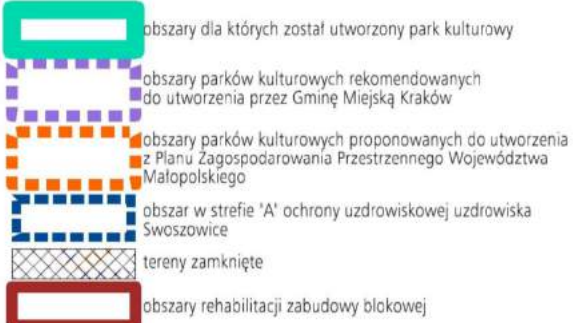 obszary dla których został utworzony park kulturowy
obszary parków kulturowych rekomendowanych
do utworzenia przez Gminę Miejską Kraków
obszary parków kulturowych proponowanych do utworzenia
z Planu Zagospodarowania Przestrzennego Województwa
Małopolskiego
obszar w strefie 'A' ochrony uzdrowiskowej uzdrowiska
Swoszowice
tereny zamknięte
obszary rehabilitacji zabudowy blokowej